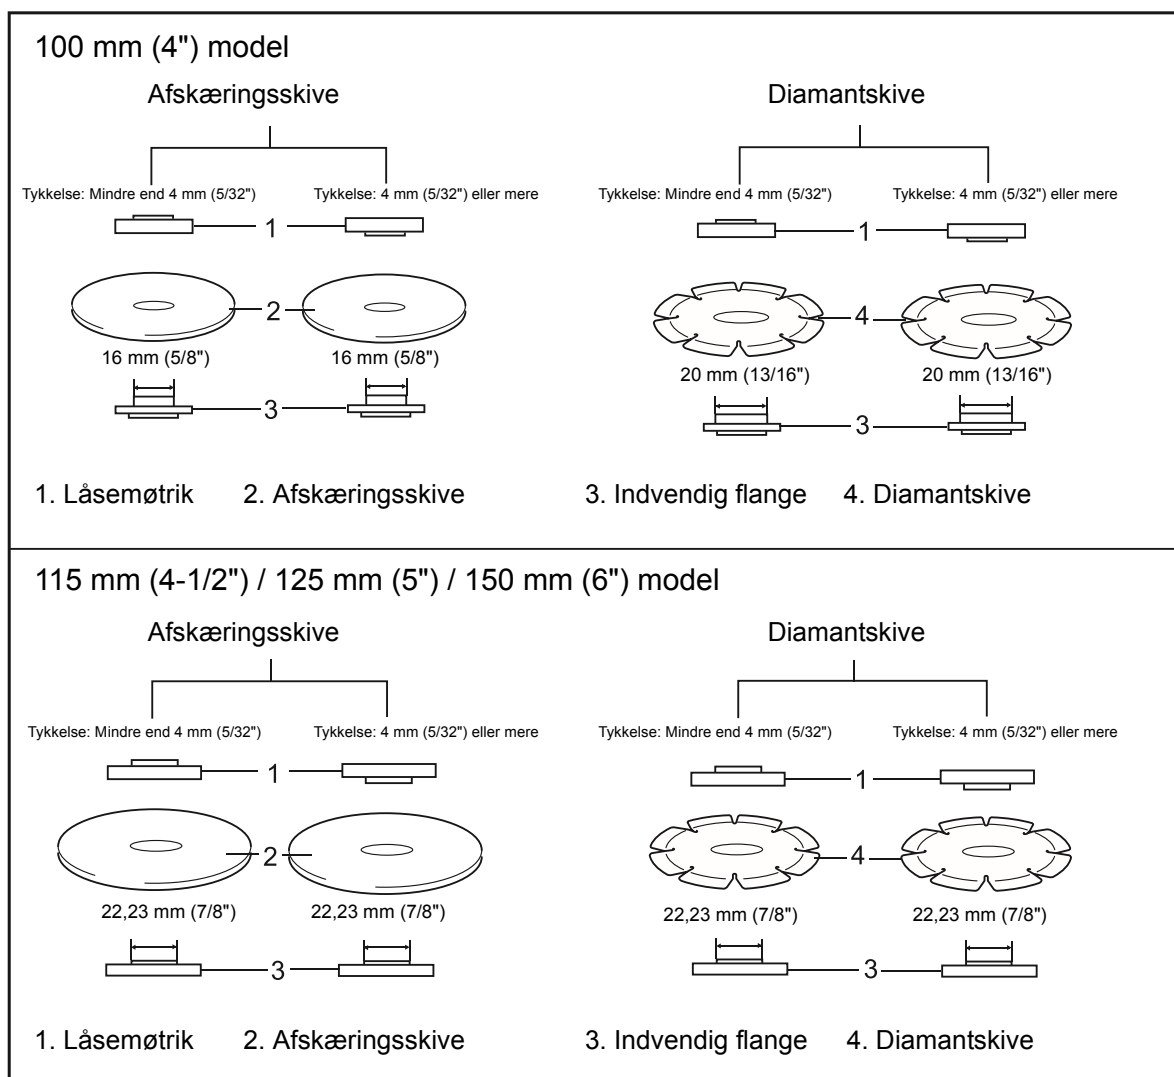 100 mm (4") model
Afskæringsskive Diamantskive
Tykkelse: Mindre end 4 mm (5/32") Tykkelse: 4 mm (5/32") eller mere Tykkelse: Mindre end 4 mm (5/32") Tykkelse: 4 mm (5/32") eller mere
1 1
2 4
16 mm (5/8") 16 mm (5/8") 20 mm (13/16") 20 mm (13/16")
3 3
1. Låsemøtrik 2. Afskæringsskive 3. Indvendig flange 4. Diamantskive
115 mm (4-1/2") / 125 mm (5") / 150 mm (6") model
Afskæringsskive Diamantskive
Tykkelse: Mindre end 4 mm (5/32") Tykkelse: 4 mm (5/32") eller mere Tykkelse: Mindre end 4 mm (5/32") Tykkelse: 4 mm (5/32") eller mere
1 1
2 4
22,23 mm (7/8") 22,23 mm (7/8") 22,23 mm (7/8") 22,23 mm (7/8")
3 3
1. Låsemøtrik 2. Afskæringsskive 3. Indvendig flange 4. Diamantskive